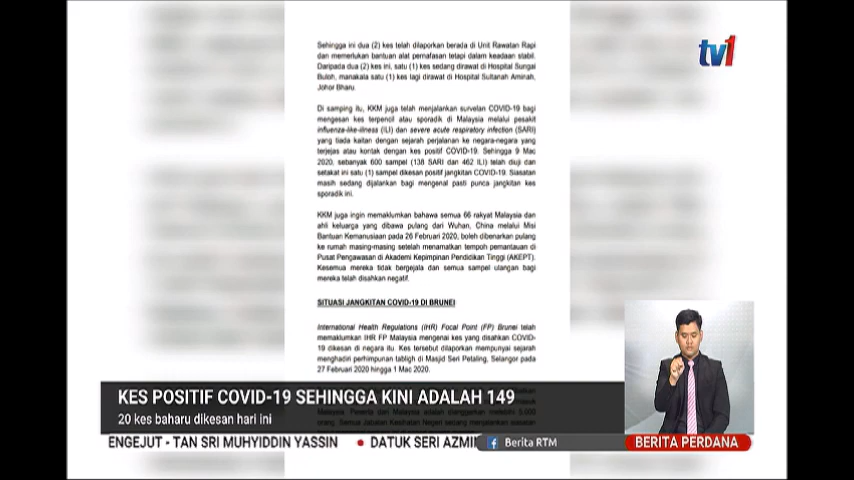 tv1
Sehingga ini dua (2) kes telah dilaporkan berada di Unit Rawatan Rapi
dan memerlukan bantuan alat pernafasan tetapi dalam keadaan stabil.
Daripada dua (2) kes ini, satu (1) kes sedang dirawat di Hospital Sungai
Buloh, manakala satu (1) kes lagi dirawat di Hospital Sultanah Aminah,
Johor Bharu.
Di samping itu, KKM juga telah menjalankan survelan COVID-19 bagi
mengesan kes terpencil atau sporadik di Malaysia melalui pesakit
influenza-like-illness (ILI) dan severe acute respiratory infection (SARI)
yang tiada kaitan dengan sejarah perjalanan ke negara-negara yang
terjejas atau kontak dengan kes positif COVID-19. Sehingga 9 Mac
2020, sebanyak 600 sampel (138 SARI dan 462 ILI) telah diuji dan
setakat ini satu (1) sampel dikesan positif jangkitan COVID-19. Siasatan
masih sedang dijalankan bagi mengenal pasti punca jangkitan kes
sporadik ini.
KKM juga ingin memaklumkan bahawa semua 66 rakyat Malaysia dan
ahli keluarga yang dibawa pulang dari Wuhan, China melalui Misi
Bantuan Kemanusiaan pada 26 Februari 2020, boleh dibenarkan pulang
ke rumah masing-masing setelah menamatkan tempoh pemantauan di
Pusat Pengawasan di Akademi Kepimpinan Pendidikan Tinggi (AKEPT).
Kesemua mereka tidak bergejala dan semua sampel ulangan bagi
mereka telah disahkan negatif.
SITUASI JANGKITAN COVID-19 DI BRUNEI
International Health Regulations (IHR) Focal Point (FP) Brunei telah
memaklumkan IHR FP Malaysia mengenai kes yang disahkan COVID-
19 dikesan di negara itu. Kes tersebut dilaporkan mempunyai sejarah
menghadiri perhimpunan tabligh di Masjid Seri Petaling, Selangor pada
27 Februari 2020 hingga 1 Mac 2020.
KES POSITIF COVID-19 SEHINGGA KINI ADALAH 149
20 kes baharu dikesan hari ini
ENGEJUT - TAN SRI MUHYIDDIN YASSIN • DATUK SERI AZMIN
Berita RTM
BERITA PERDANA